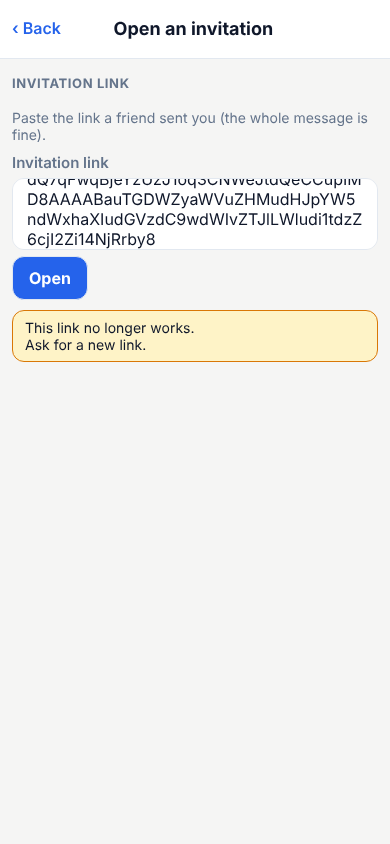 ‹ Back
Open an invitation
INVITATION LINK
Paste the link a friend sent you (the whole message is
fine).
Invitation link
D8AAAABauTGDWZyaWVuZHMudHJpYW5
ndWxhaXIudGVzdC9wdWIvZTJlLWludi1tdzZ
6cjI2Zi14NjRrby8
Open
This link no longer works.
Ask for a new link.